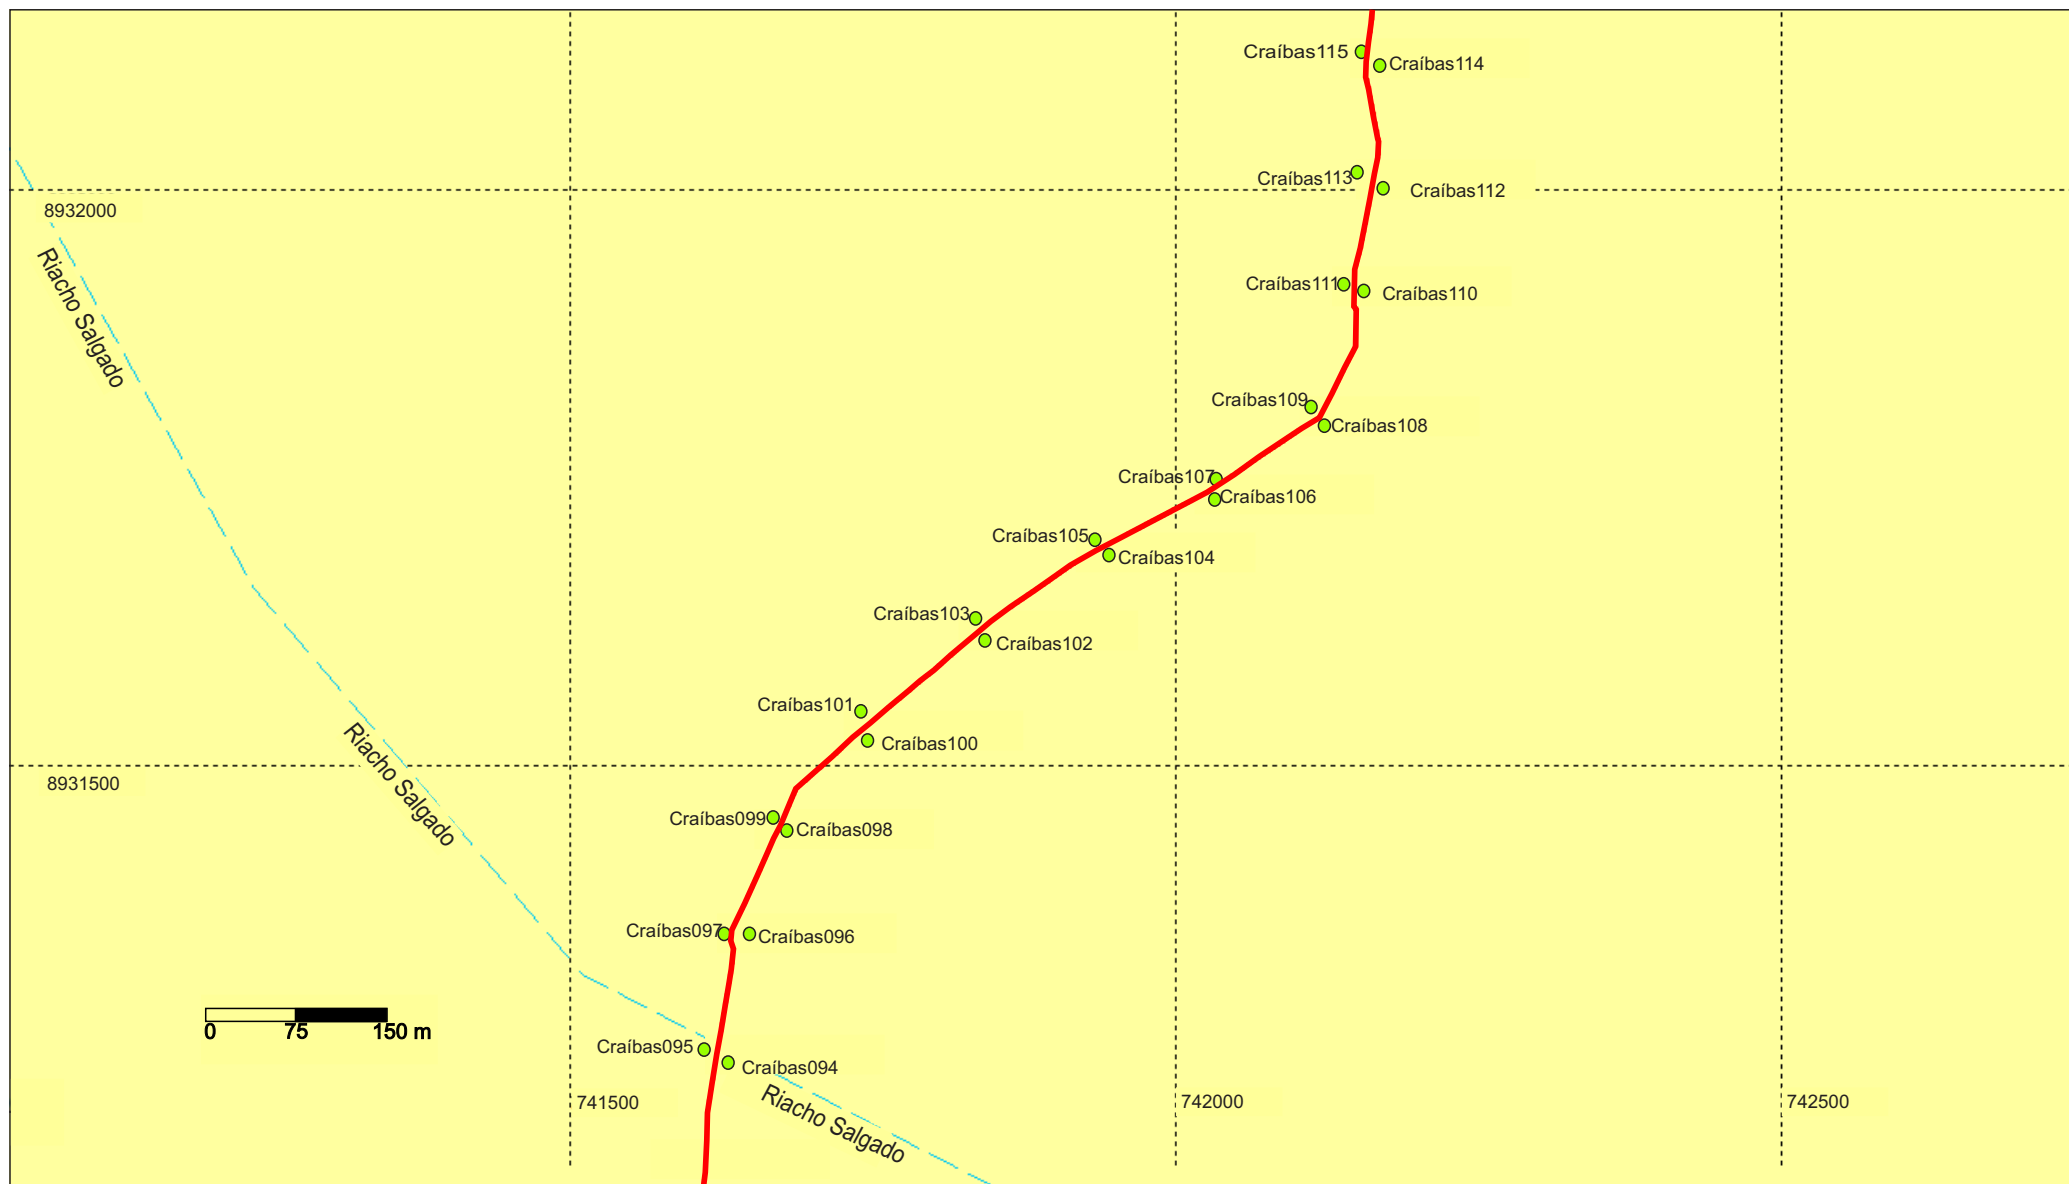 Craíbas115
Craíbas114
Craíbas113
Craíbas112
8932000
Riacho Salgado
Craíbas111
Craíbas110
Craíbas109
Craíbas108
Craíbas107
Craíbas106
Craíbas105
Craíbas104
Craíbas103
Craíbas102
Craíbas101
Craíbas100
Riacho Salgado
8931500
Craíbas099
Craíbas098
Craíbas097
Craíbas096
0 75 150 m
Craíbas095
Craíbas094
Riacho Salgado
741500
742000
742500